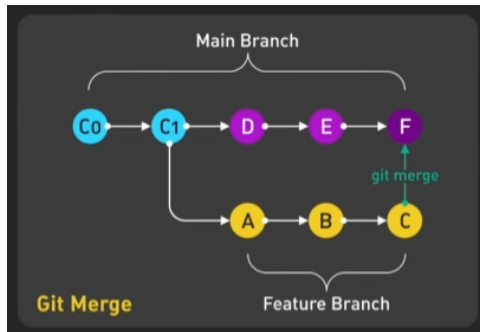 Main Branch
C0 C1 D E F
git merge
A B C
Git Merge
Feature Branch